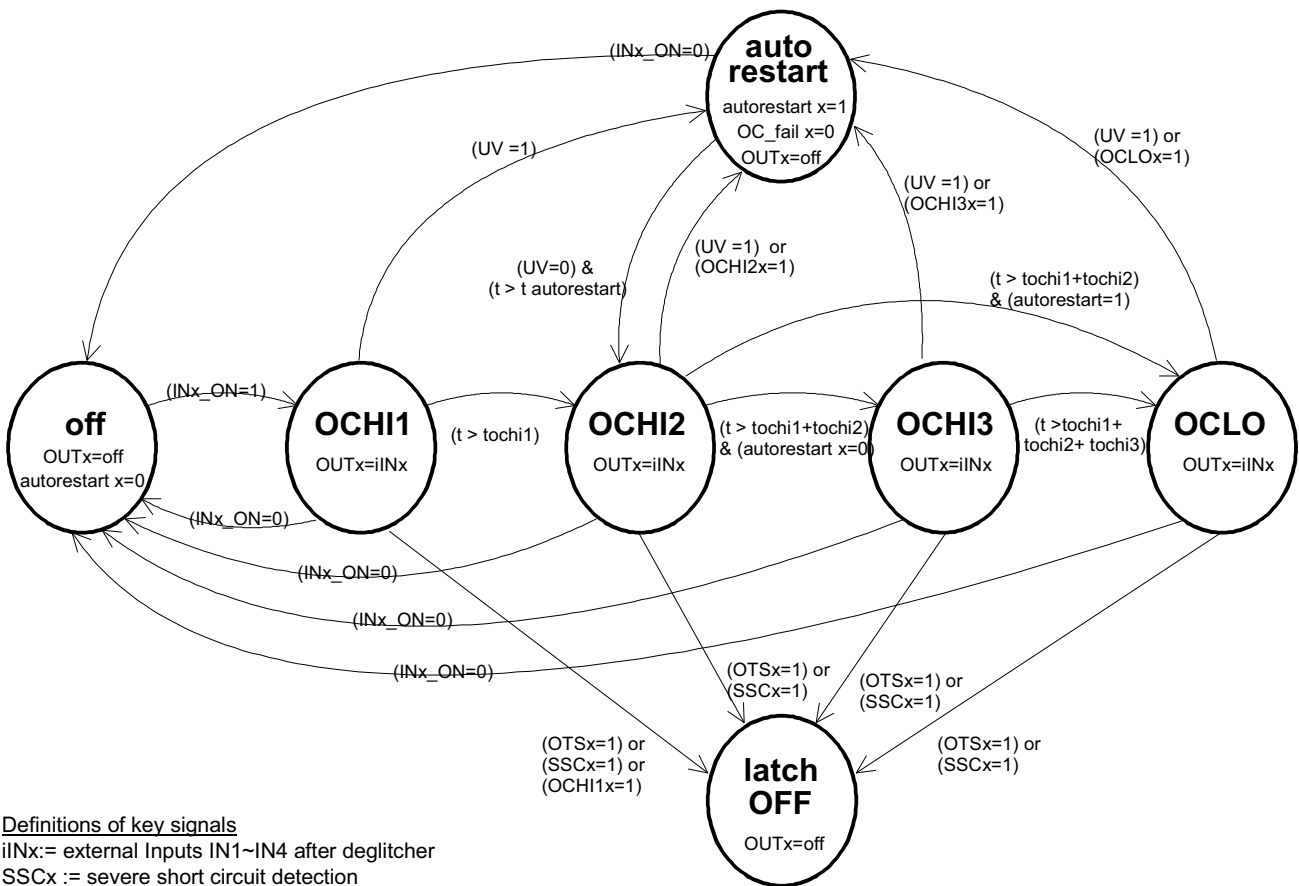 (INx_ON=0)
auto
restart
autorestart x=1
OC_fail x=0
OUTx=off
(UV =1)
(UV =1) or
(OCLOx=1)
(UV =1) or
(OCHI3x=1)
(UV =1) or
(OCHI2x=1)
(UV=0) &
(t > t autorestart)
(t > tochi1+tochi2)
& (autorestart=1)
off
OUTx=off
autorestart x=0
(INx_ON=1)
OCHI1
OUTx=iINx
(t > tochi1)
OCHI2
OUTx=iINx
(t > tochi1+tochi2)
& (autorestart x=0)
OCHI3
OUTx=iINx
(t >tochi1+
tochi2+ tochi3)
OCLO
OUTx=iINx
(INx_ON=0)
(INx_ON=0)
(INx_ON=0)
(INx_ON=0)
(OTSx=1) or
(SSCx=1)
(OTSx=1) or
(SSCx=1)
(OTSx=1) or
(SSCx=1) or
(OCHI1x=1)
(OTSx=1) or
(SSCx=1)
latch
OFF
OUTx=off
Definitions of key signals
iINx:= external Inputs IN1~IN4 after deglitcher
SSCx := severe short circuit detection